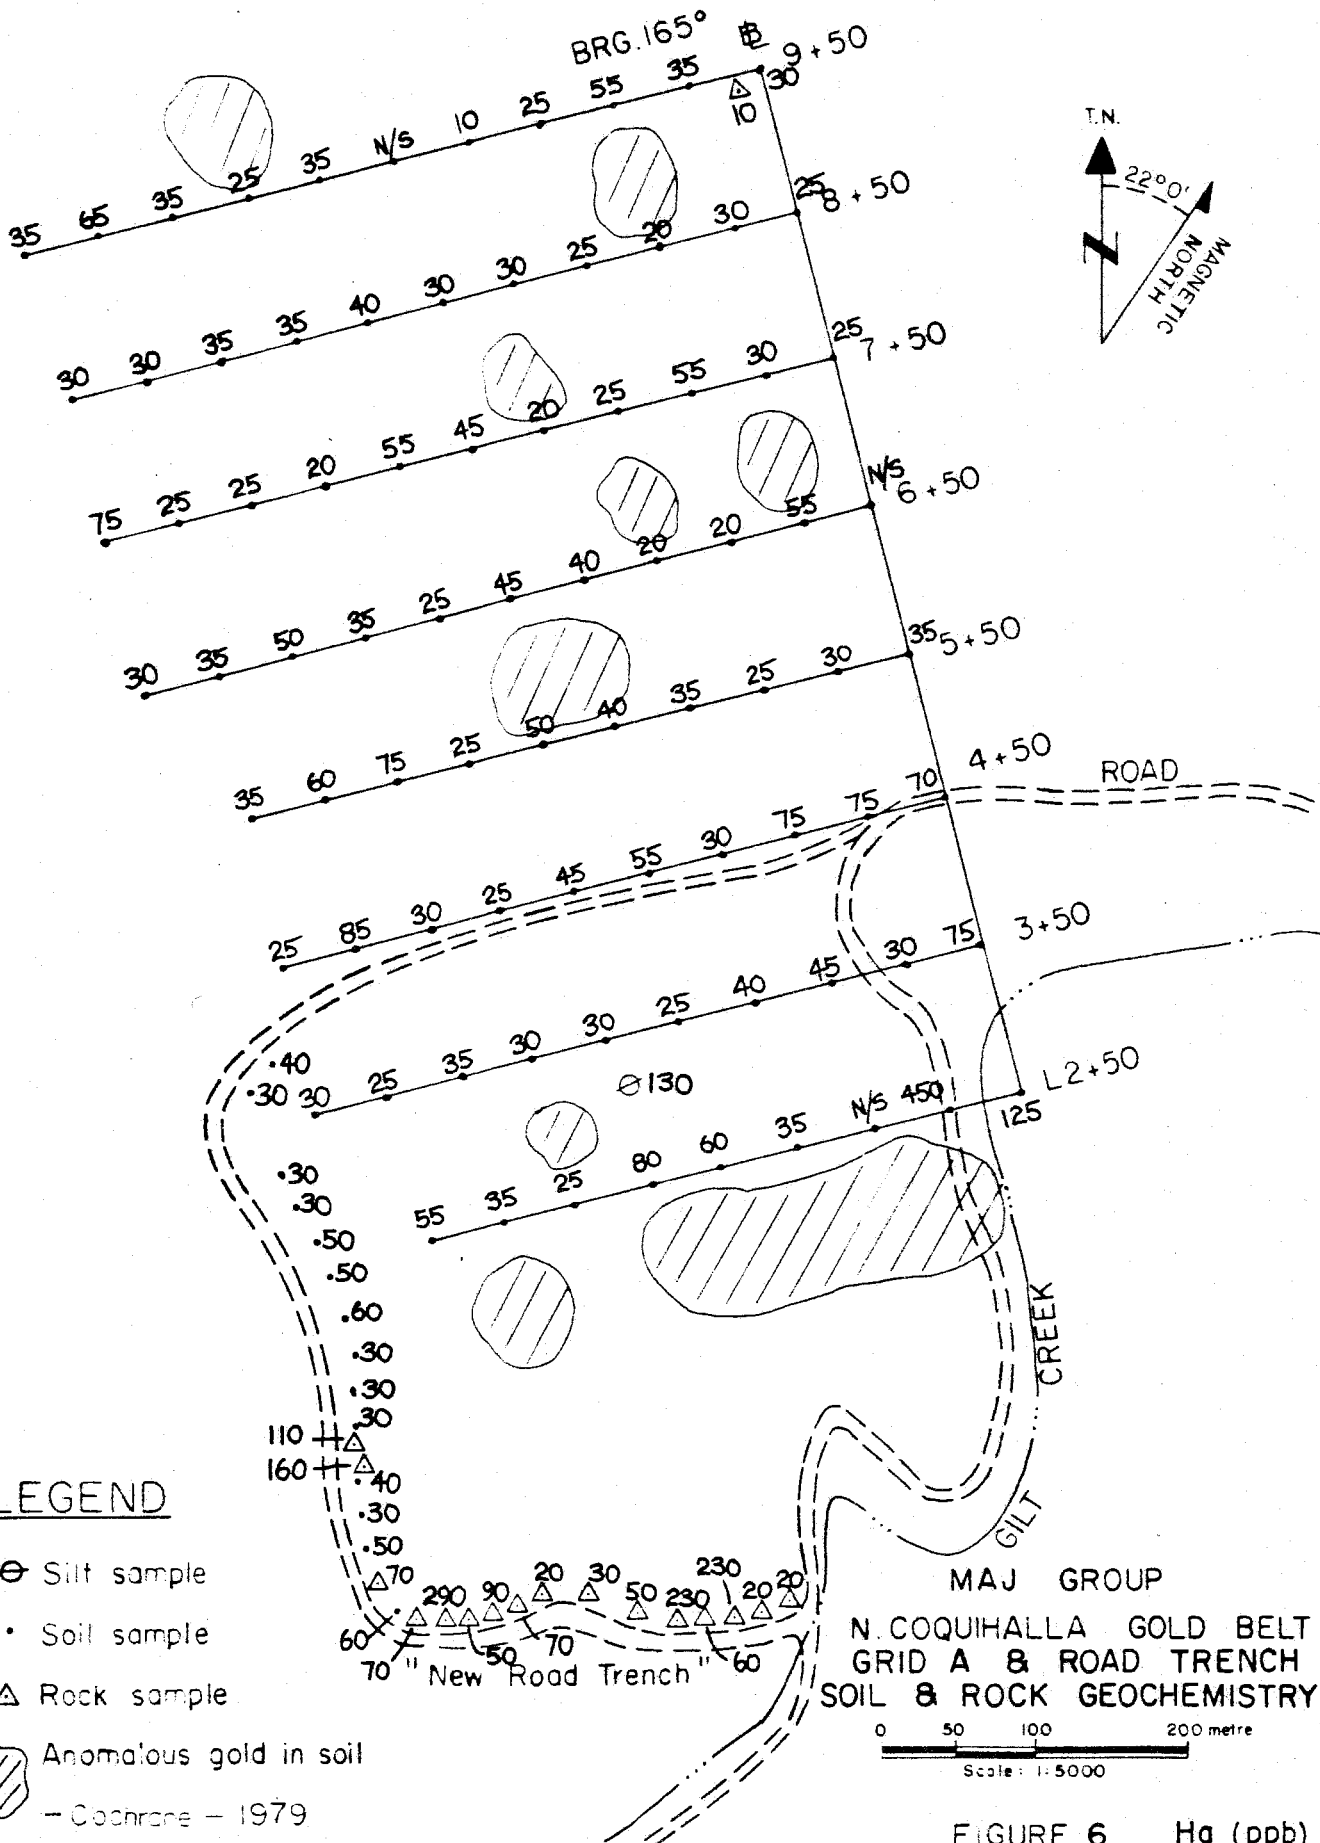 BRG. 165° BL 9 + 50
35 65 35 25 35 N/S 10 25 55 35 30
10
T.N.
22°0'
MAGNETIC
NORTH
30 30 35 35 40 30 30 25 20 30 25 8 + 50
75 25 25 20 55 45 20 25 55 30 25 7 + 50
30 35 50 35 25 45 40 20 20 55 N/S 6 + 50
35 60 75 25 50 40 35 25 30 35 5 + 50
25 85 30 25 45 55 30 75 75 70 4 + 50
ROAD
30 25 35 30 30 25 40 45 30 75 3 + 50
.40
.30
130
55 35 25 80 60 35 N/S 450 125 L 2 + 50
.30
.30
.50
.50
.60
.30
.30
.30
110
160
.40
.30
.50
CREEK
GILT
70
60 70 290 50 90 70 20 30 50 230 60 230 20 20
"New Road Trench"
LEGEND
Silt sample
Soil sample
Rock sample
Anomalous gold in soil
- Cochrane - 1979
MAJ GROUP
N. COQUIHALLA GOLD BELT
GRID A & ROAD TRENCH
SOIL & ROCK GEOCHEMISTRY
0 50 100 200 metre
Scale: 1:5000
FIGURE 6 Hg (ppb)